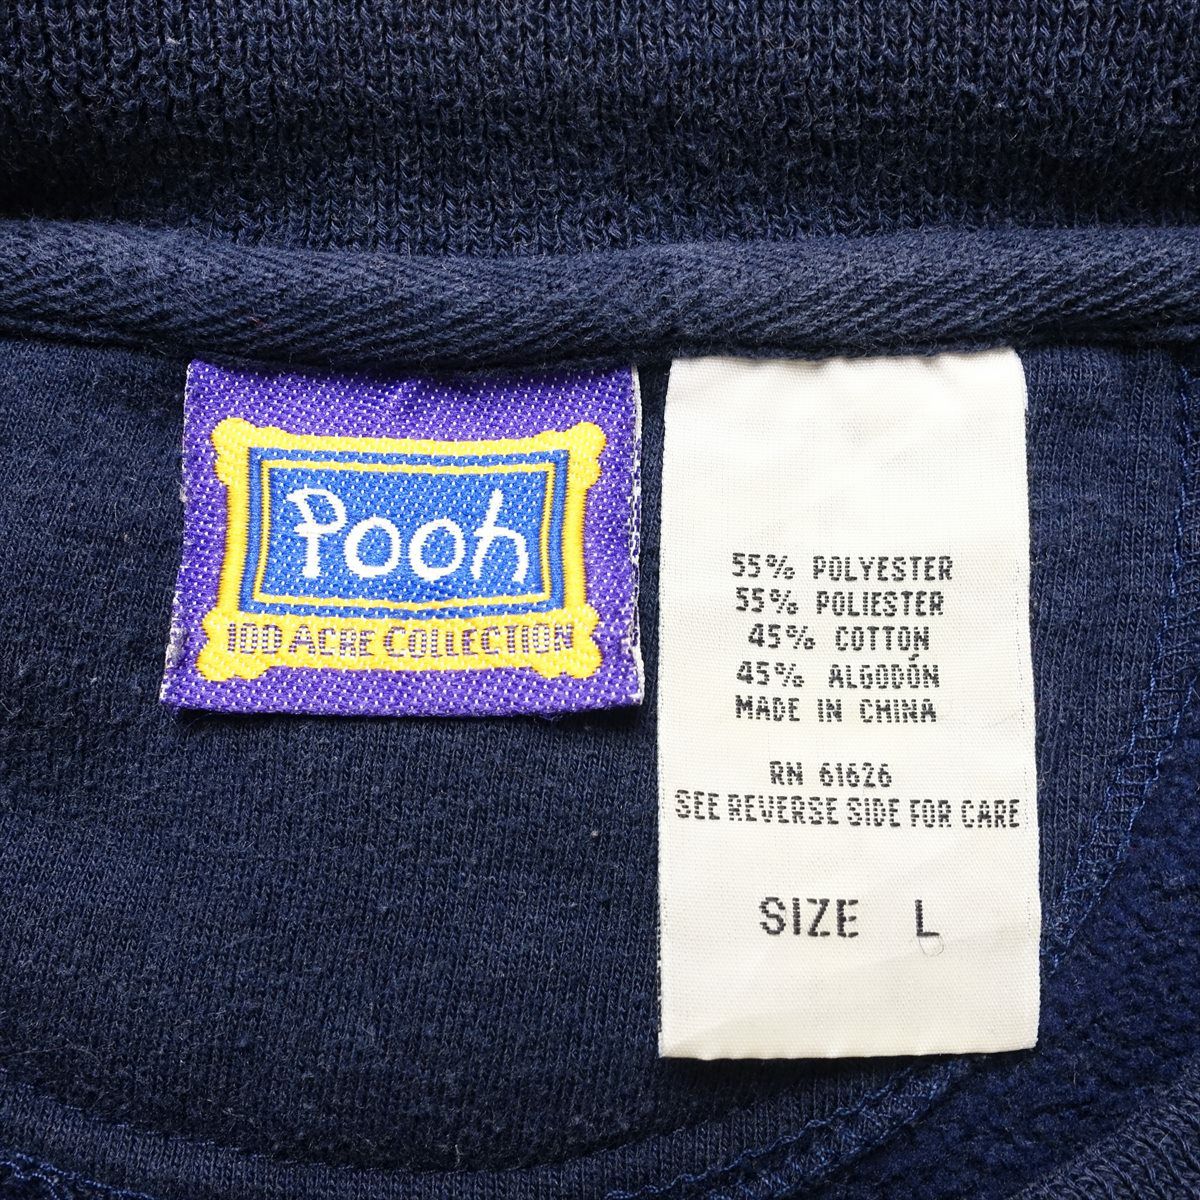 Pooh
100 ACRE COLLECTION
55% POLYESTER
55% POLIESTER
45% COTTON
45% ALGODÓN
MADE IN CHINA
RN 61626
SEE REVERSE SIDE FOR CARE
SIZE L